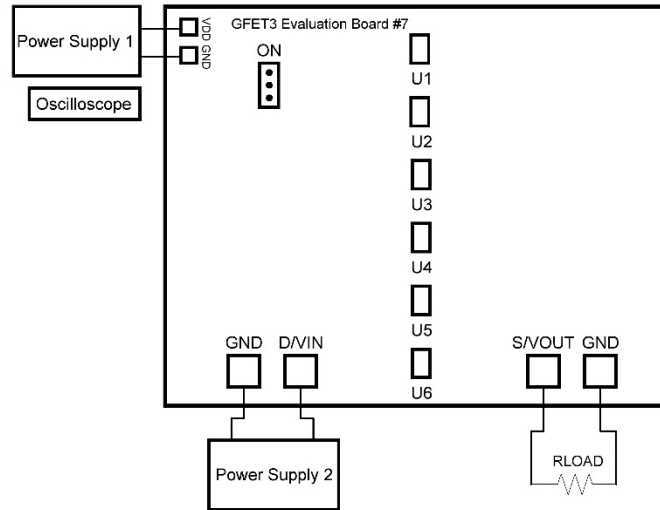 Power Supply 1
VDD
GND
GFET3 Evaluation Board #7
ON
Oscilloscope
U1
U2
U3
U4
U5
U6
GND D/VIN
S/VOUT GND
Power Supply 2
RLOAD